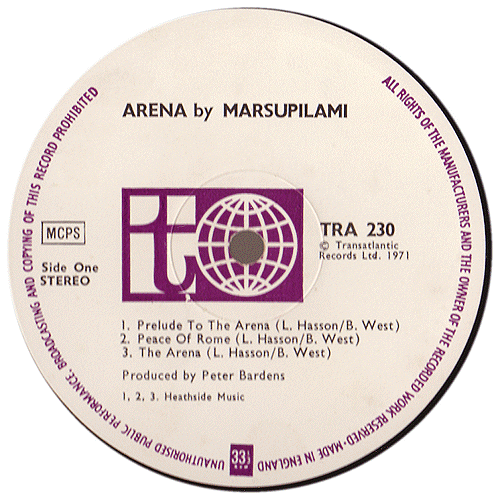 ARENA by MARSUPILAMI
it
TRA 230
© Transatlantic
Records Ltd. 1971
MCPS
Side One
STEREO
1. Prelude To The Arena (L. Hasson/B. West)
2. Peace Of Rome (L. Hasson/B. West)
3. The Arena (L. Hasson/B. West)
Produced by Peter Bardens
1, 2, 3. Heathside Music
ALL RIGHTS OF THE MANUFACTURERS AND THE OWNER OF THE RECORDED WORK RESERVED-MADE IN ENGLAND
33⅓
UNAUTHORISED PUBLIC PERFORMANCE, BROADCASTING AND COPYING OF THIS RECORD PROHIBITED